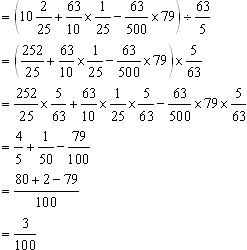 = (10 2/25 + 63/10 × 1/25 − 63/500 × 79) ÷ 63/5
= (252/25 + 63/10 × 1/25 − 63/500 × 79) × 5/63
= 252/25 × 5/63 + 63/10 × 1/25 × 5/63 − 63/500 × 79 × 5/63
= 4/5 + 1/50 − 79/100
= (80 + 2 − 79)/100
= 3/100